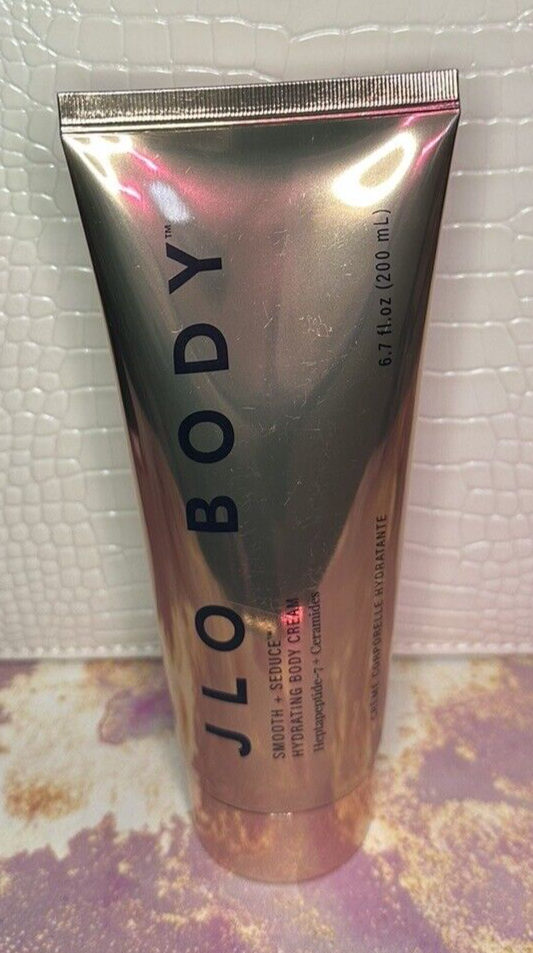 JLO BODY™
SMOOTH + SEDUCE™
HYDRATING BODY CREAM
Heptapeptide-7 + Ceramides
CRÈME CORPORELLE HYDRATANTE
6.7 fl.oz (200 mL)